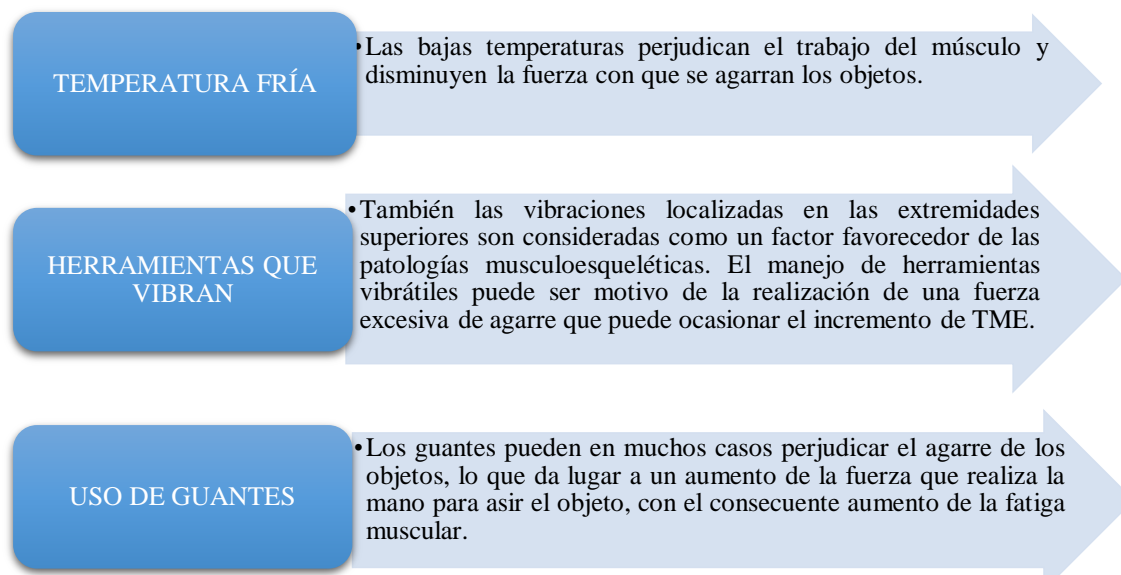 TEMPERATURA FRÍA
•Las bajas temperaturas perjudican el trabajo del músculo y
disminuyen la fuerza con que se agarran los objetos.
HERRAMIENTAS QUE
VIBRAN
•También las vibraciones localizadas en las extremidades
superiores son consideradas como un factor favorecedor de las
patologías musculoesqueléticas. El manejo de herramientas
vibrátiles puede ser motivo de la realización de una fuerza
excesiva de agarre que puede ocasionar el incremento de TME.
USO DE GUANTES
•Los guantes pueden en muchos casos perjudicar el agarre de los
objetos, lo que da lugar a un aumento de la fuerza que realiza la
mano para asir el objeto, con el consecuente aumento de la fatiga
muscular.